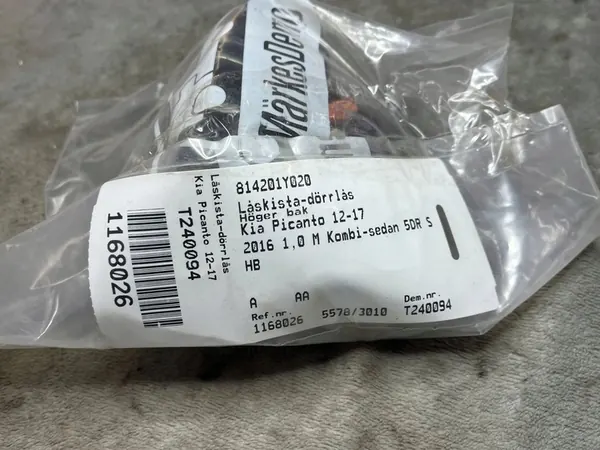 MärkesDemo
814201Y020
Låskista-dörrlås
Höger bak
Kia Picanto 12-17
2016 1,0 M Kombi-sedan 5DR S
HB
A AA
Ref.nr. 5578/3010 Dem.nr.
1168026 T240094
Låskista-dörrlås
Kia Picanto 12-17
T240094
1168026